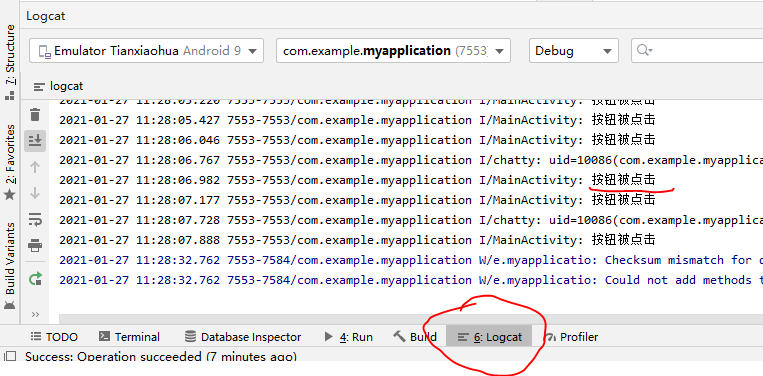 Logcat
7: Structure
Emulator Tianxiaohua Android 9
com.example.myapplication (7553)
Debug
logcat
2021-01-27 11:28:05.220 7553-7553/com.example.myapplication I/MainActivity: 按钮被点击
2021-01-27 11:28:05.427 7553-7553/com.example.myapplication I/MainActivity: 按钮被点击
2021-01-27 11:28:06.046 7553-7553/com.example.myapplication I/MainActivity: 按钮被点击
2021-01-27 11:28:06.767 7553-7553/com.example.myapplication I/chatty: uid=10086(com.example.myapplica
2021-01-27 11:28:06.982 7553-7553/com.example.myapplication I/MainActivity: 按钮被点击
2021-01-27 11:28:07.177 7553-7553/com.example.myapplication I/MainActivity: 按钮被点击
2021-01-27 11:28:07.728 7553-7553/com.example.myapplication I/chatty: uid=10086(com.example.myapplica
2021-01-27 11:28:07.888 7553-7553/com.example.myapplication I/MainActivity: 按钮被点击
2021-01-27 11:28:32.762 7553-7584/com.example.myapplication W/e.myapplicatio: Checksum mismatch for
2021-01-27 11:28:32.762 7553-7584/com.example.myapplication W/e.myapplicatio: Could not add methods
2: Favorites
Build Variants
TODO Terminal Database Inspector 4: Run Build 6: Logcat Profiler
Success: Operation succeeded (7 minutes ago)